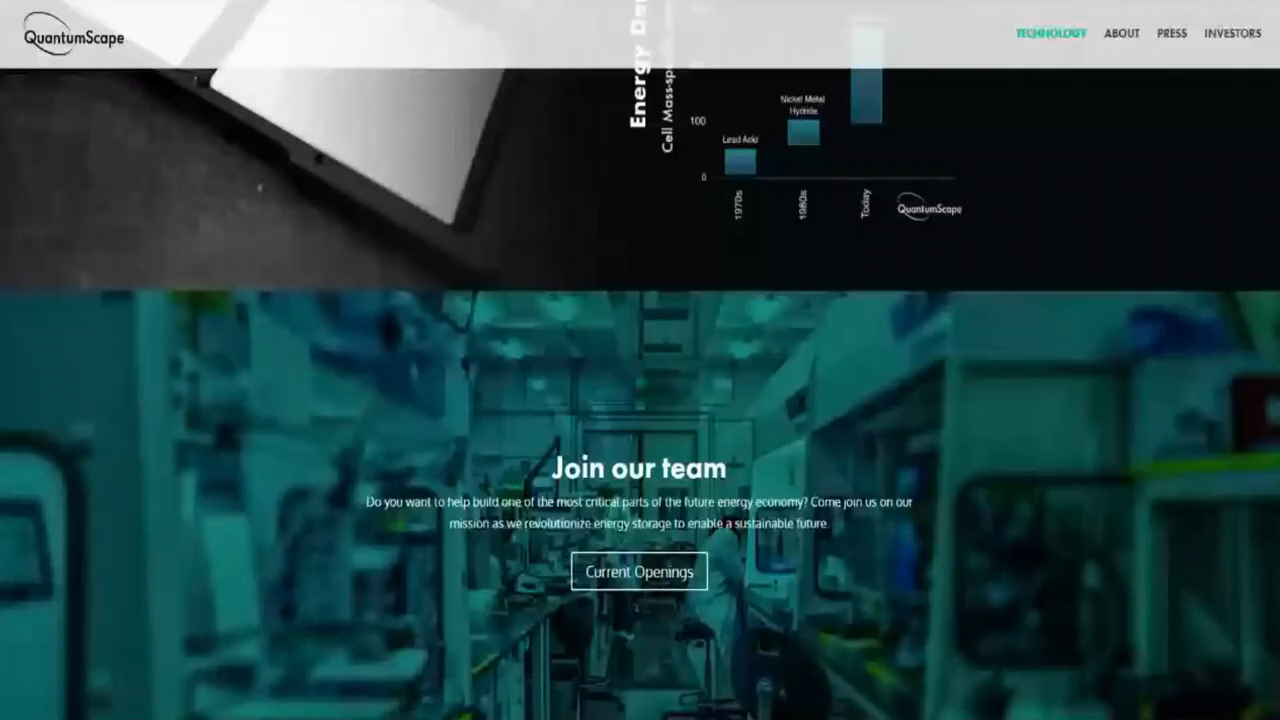 QuantumScape
TECHNOLOGY ABOUT PRESS INVESTORS
Energy
Cell
100
Nickel Metal
Hydride
Lead Acid
0
1970s
1980s
Today
QuantumScape
Join our team
Do you want to help build one of the most critical parts of the future energy economy? Come join us on our
mission as we revolutionize energy storage to enable a sustainable future.
Current Openings